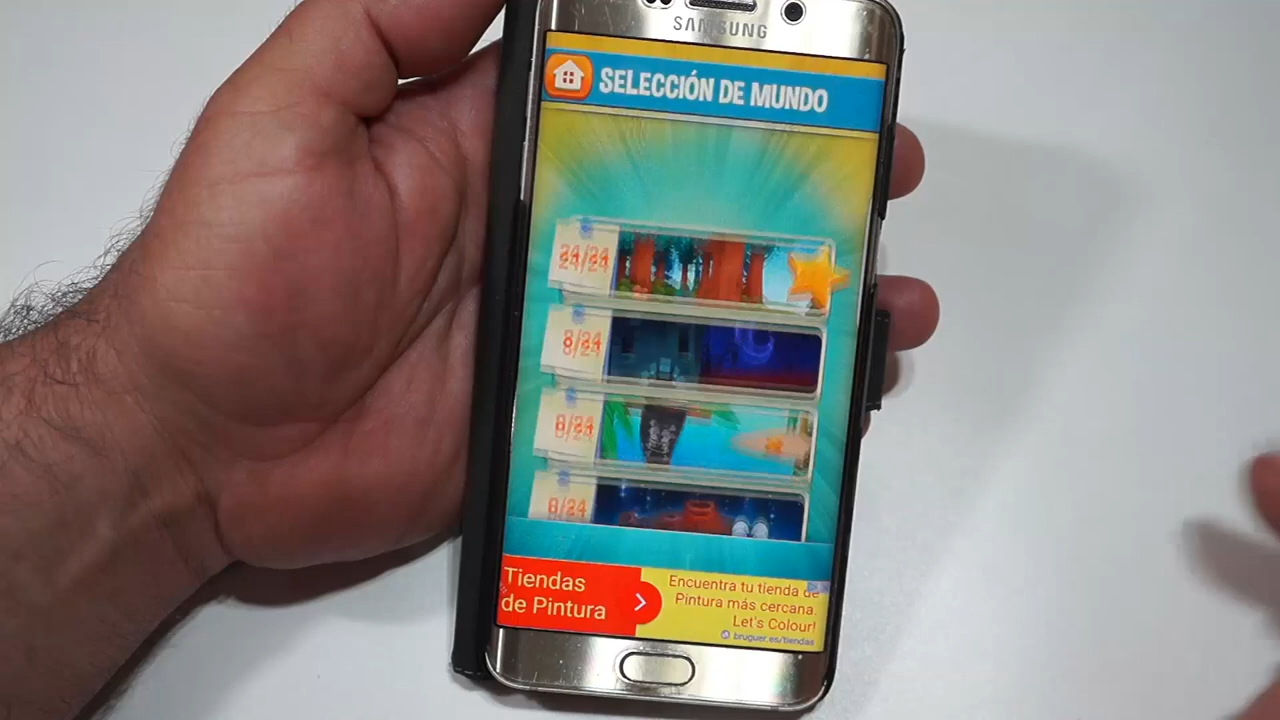 SAMSUNG
SELECCIÓN DE MUNDO
24/24
8/24
8/24
8/24
Tiendas
de Pintura
Encuentra tu tienda de
Pintura más cercana.
Let's Colour!
bruguer.es/tiendas